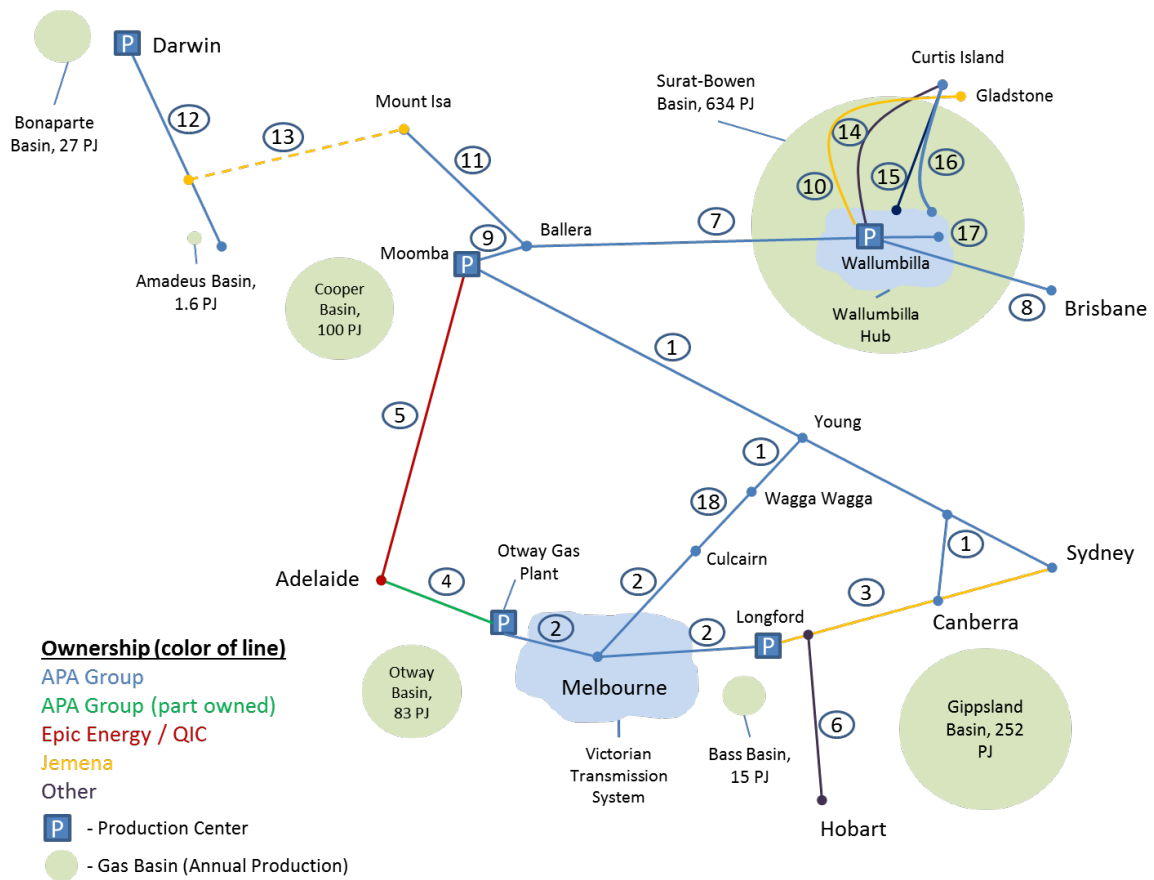 P
Darwin
Bonaparte
Basin, 27 PJ
12
13
Mount Isa
11
Amadeus Basin,
1.6 PJ
Surat-Bowen
Basin, 634 PJ
Curtis Island
Gladstone
14
10
15
16
17
P
Wallumbilla
Wallumbilla
Hub
7
8
Brisbane
Ballera
9
Moomba
P
Cooper
Basin,
100 PJ
1
5
Young
1
Wagga Wagga
18
Culcairn
2
1
Sydney
3
Canberra
Adelaide
4
Otway Gas
Plant
P
2
2
Longford
P
Melbourne
Victorian
Transmission
System
Otway
Basin,
83 PJ
Bass Basin,
15 PJ
6
Hobart
Gippsland
Basin, 252
PJ
Ownership (color of line)
APA Group
APA Group (part owned)
Epic Energy / QIC
Jemena
Other
P - Production Center
- Gas Basin (Annual Production)